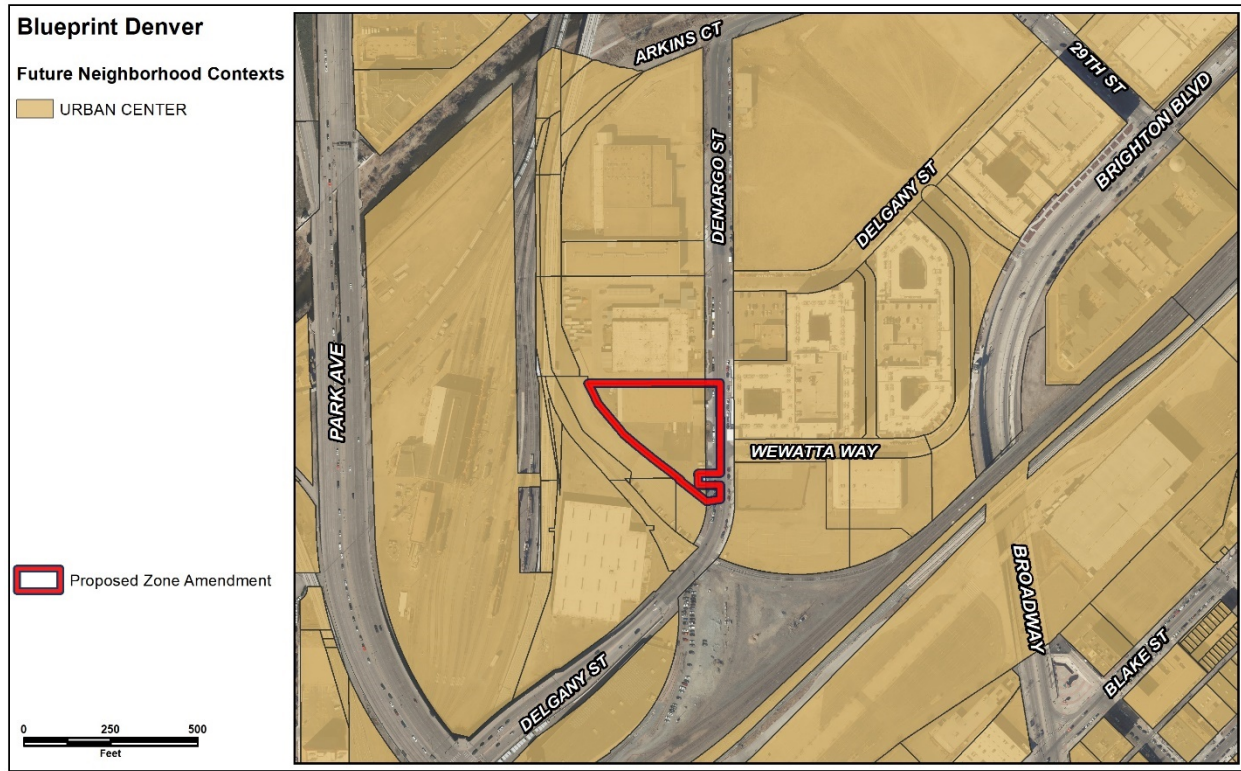 Blueprint Denver
Future Neighborhood Contexts
URBAN CENTER
Proposed Zone Amendment
0 250 500
Feet
ARKINS CT
29TH ST
BRIGHTON BLVD
DENARGO ST
DELGANY ST
PARK AVE
WEWATTA WAY
BROADWAY
BLAKE ST
DELGANY ST